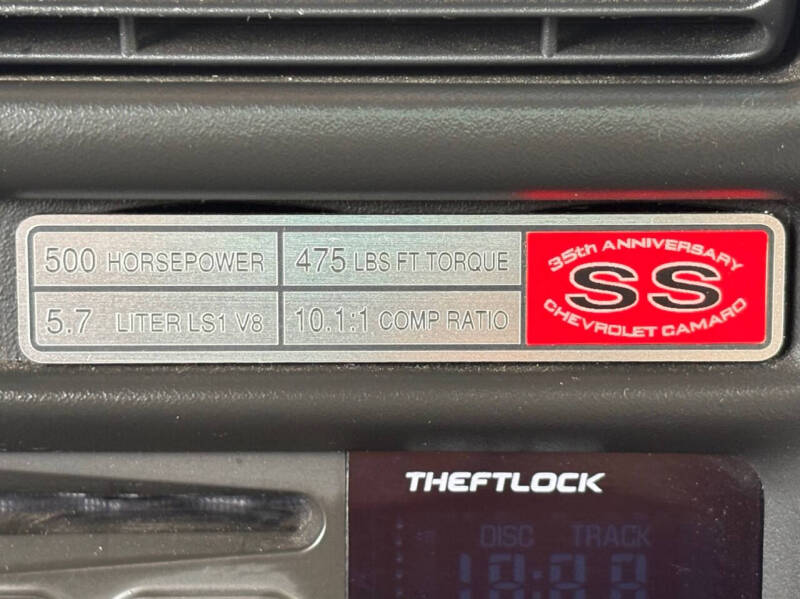 500 HORSEPOWER
475 LBS FT TORQUE
5.7 LITER LS1 V8
10.1:1 COMP RATIO
35th ANNIVERSARY
SS
CHEVROLET CAMARO
THEFTLOCK
DISC TRACK